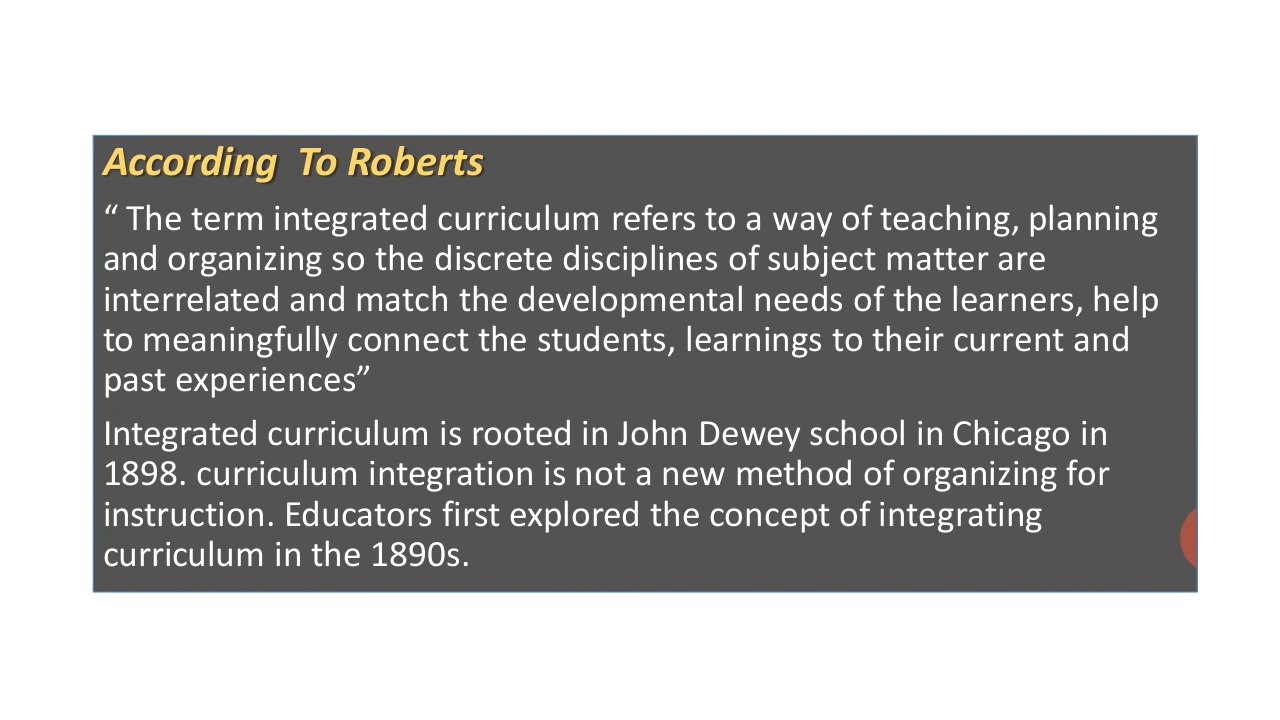 According  To Roberts
“ The term integrated curriculum refers to a way of teaching, planning
and organizing so the discrete disciplines of subject matter are
interrelated and match the developmental needs of the learners, help
to meaningfully connect the students, learnings to their current and
past experiences”
Integrated curriculum is rooted in John Dewey school in Chicago in
1898. curriculum integration is not a new method of organizing for
instruction. Educators first explored the concept of integrating
curriculum in the 1890s.